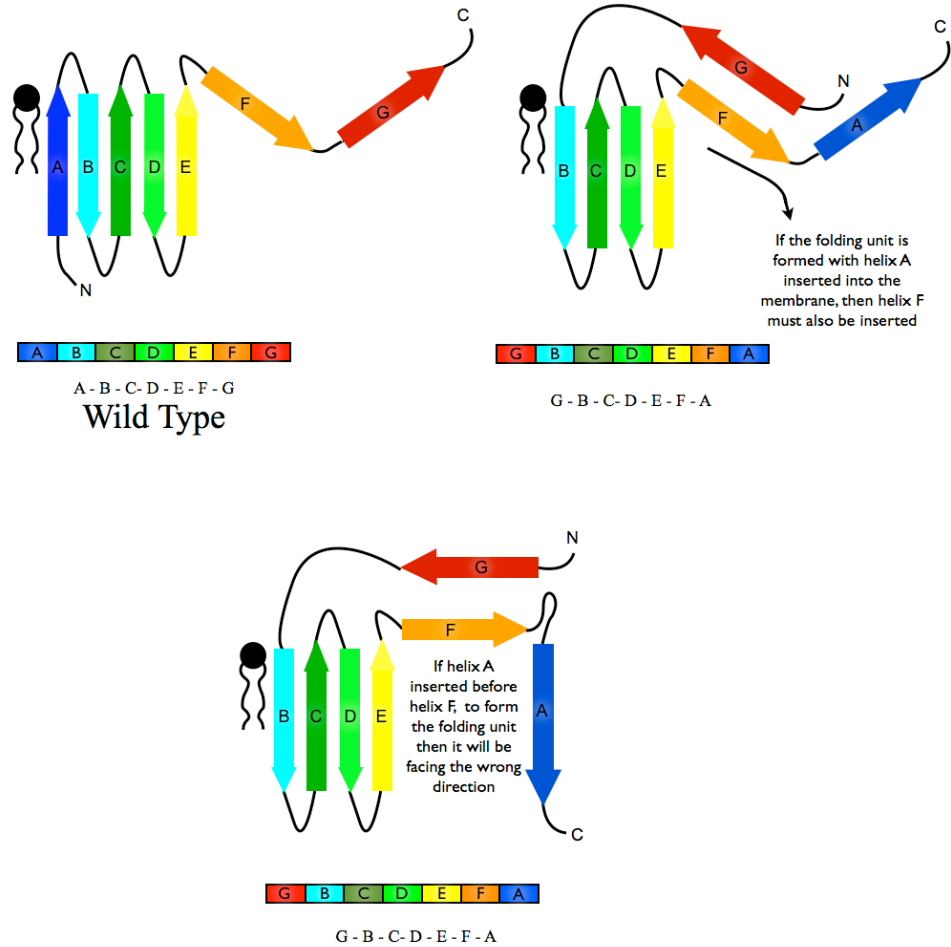 C
A
B
C
D
E
F
G
N
A B C D E F G
A - B - C- D - E - F - G
Wild Type
C
N
G
B
C
D
E
F
A
If the folding unit is
formed with helix A
inserted into the
membrane, then helix F
must also be inserted
G B C D E F A
G - B - C- D - E - F - A
N
G
F
B
C
D
E
A
If helix A
inserted before
helix F, to form
the folding unit
then it will be
facing the wrong
direction
C
G B C D E F A
G - B - C- D - E - F - A